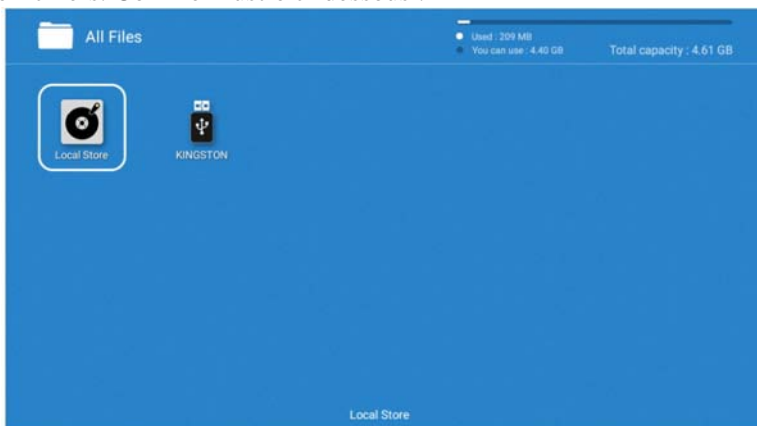 All Files
Used : 209 MB
You can use : 4.40 GB
Total capacity : 4.61 GB
Local Store
KINGSTON
Local Store